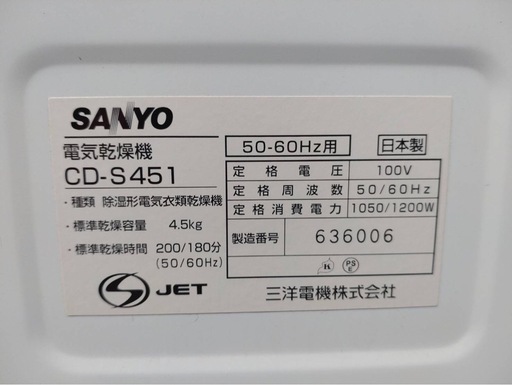 SANYO
電気乾燥機
CD-S451
・種類 除湿形電気衣類乾燥機
・標準乾燥容量 4.5kg
・標準乾燥時間 200/180分
(50/60Hz)
S JET
50-60Hz用
日本製
定格電圧 100V
定格周波数 50/60Hz
定格消費電力 1050/1200W
製造番号 636006
PS
E
三洋電機株式会社